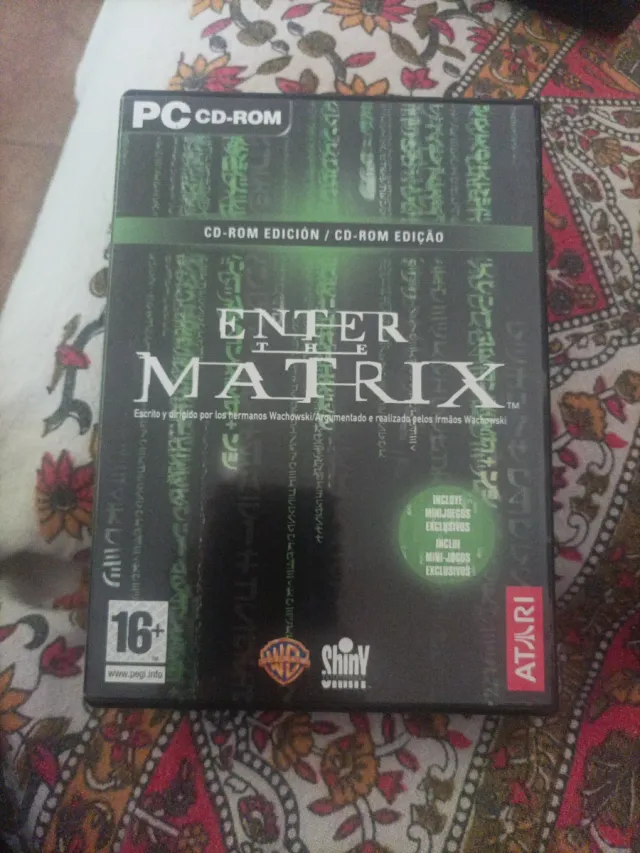 PC CD-ROM
CD-ROM EDICIÓN / CD-ROM EDIÇÃO
ENTER
THE
MATRIX™
Escrito y dirigido por los hermanos Wachowski/Argumentado e realizado pelos irmãos Wachowski
INCLUYE
MINIJUEGOS
EXCLUSIVOS
INCLUI
MINI-JOGOS
EXCLUSIVOS
16+
www.pegi.info
WB
Shiny
ATARI